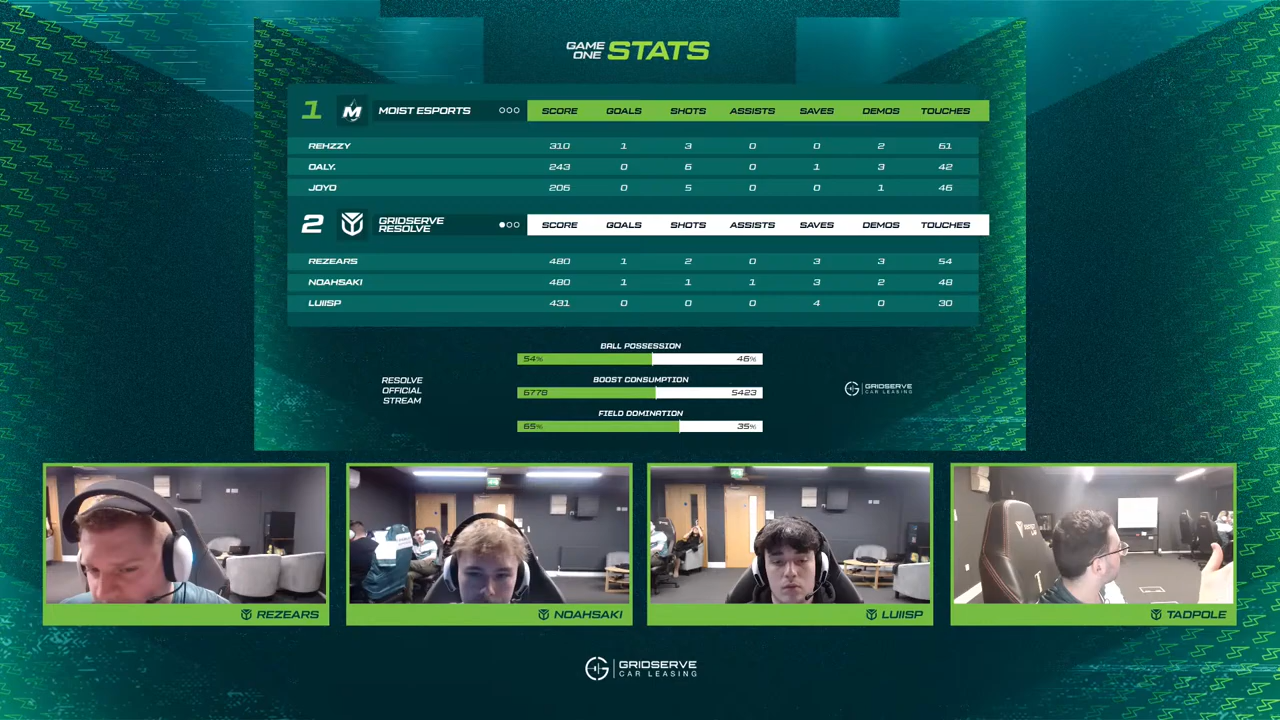 GAME ONE STATS
1 MOIST ESPORTS SCORE GOALS SHOTS ASSISTS SAVES DEMOS TOUCHES
REHZZY 310 1 3 0 0 2 61
OALY. 243 0 6 0 1 3 42
JOYO 206 0 5 0 0 1 46
2 GRIDSERVE RESOLVE SCORE GOALS SHOTS ASSISTS SAVES DEMOS TOUCHES
REZEARS 480 1 2 0 3 3 54
NOAHSAKI 480 1 1 1 3 2 48
LUIISP 431 0 0 0 4 0 30
BALL POSSESSION
54% 46%
BOOST CONSUMPTION
6778 5423
FIELD DOMINATION
65% 35%
RESOLVE
OFFICIAL
STREAM
GRIDSERVE
CAR LEASING
REZEARS
NOAHSAKI
LUIISP
TADPOLE
GRIDSERVE
CAR LEASING